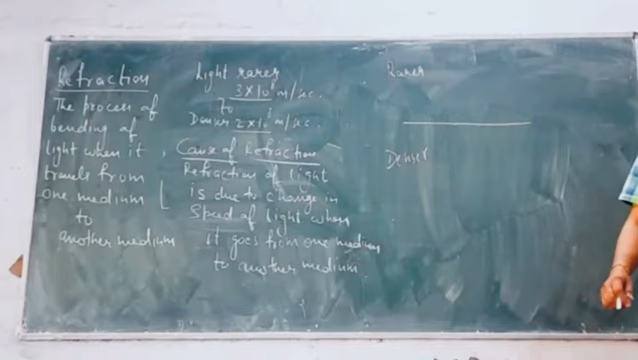 Refraction
The process of
bending of
light when it
travels from
one medium
to
another medium
Light rarer
3×10⁸ m/sec.
to
Denser 2×10⁸ m/sec.
Cause of Refraction
Refraction of light
is due to change in
Speed of light when
it goes from one medium
to another medium
Rarer
Denser